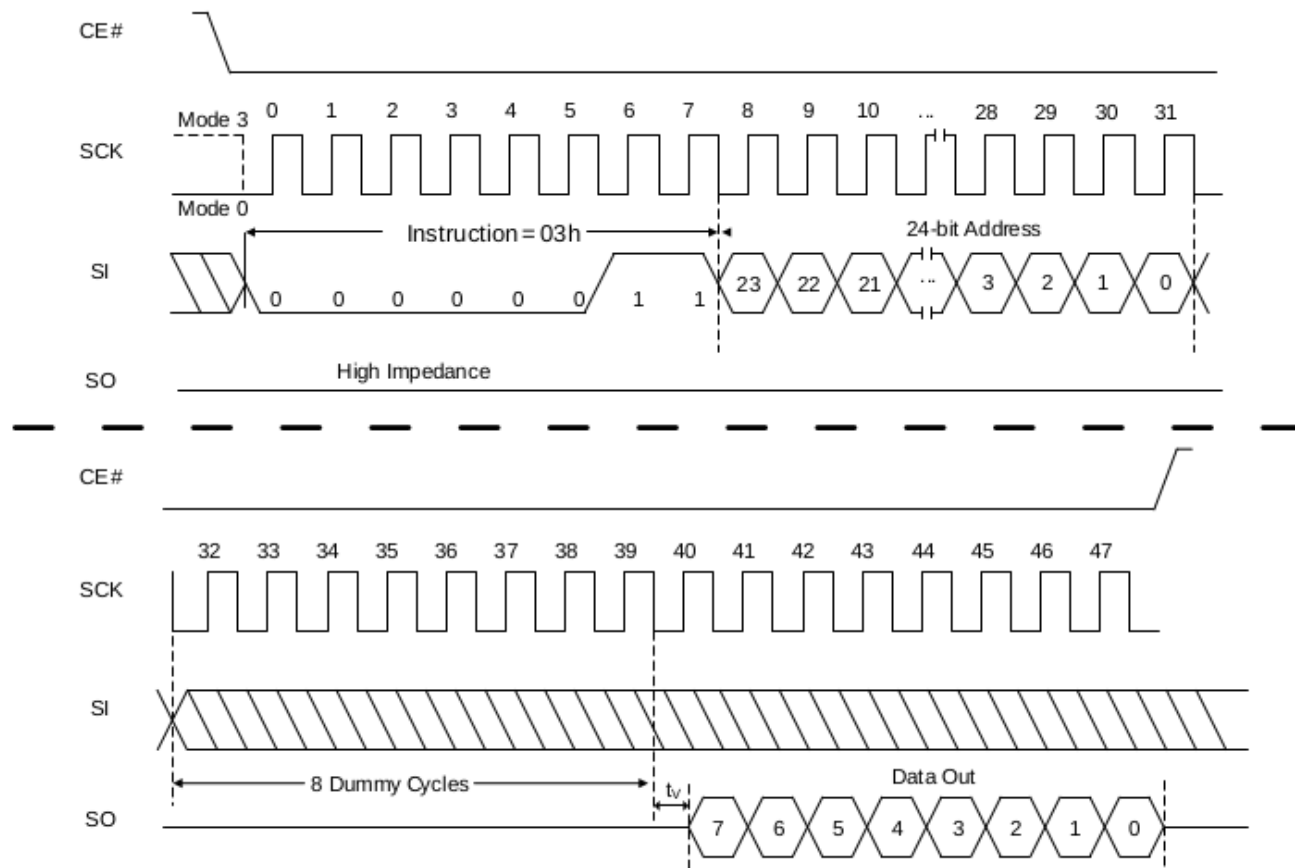 CE#
0 1 2 3 4 5 6 7 8 9 10 ... 28 29 30 31
Mode 3
SCK
Mode 0
Instruction = 03h
24-bit Address
SI
0 0 0 0 0 0 1 1 23 22 21 ... 3 2 1 0
High Impedance
SO
CE#
32 33 34 35 36 37 38 39 40 41 42 43 44 45 46 47
SCK
SI
8 Dummy Cycles
tV
Data Out
SO
7 6 5 4 3 2 1 0